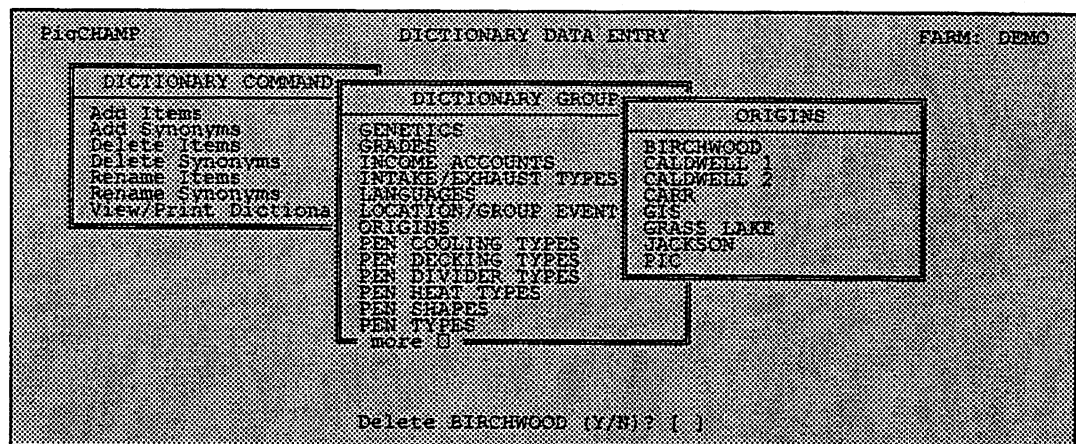 PigCHAMP DICTIONARY DATA ENTRY FARM: DEMO
DICTIONARY COMMAND
Add Items
Add Synonyms
Delete Items
Delete Synonyms
Rename Items
Rename Synonyms
View/Print Dictiona
DICTIONARY GROUP
GENETICS
GRADES
INCOME ACCOUNTS
INTAKE/EXHAUST TYPES
LANGUAGES
LOCATION/GROUP EVENT
ORIGINS
PEN COOLING TYPES
PEN DECKING TYPES
PEN DIVIDER TYPES
PEN HEAT TYPES
PEN SHAPES
PEN TYPES
more
ORIGINS
BIRCHWOOD
CALDWELL 1
CALDWELL 2
CARR
GIS
GRASS LAKE
JACKSON
PIC
Delete BIRCHWOOD (Y/N)? [ ]